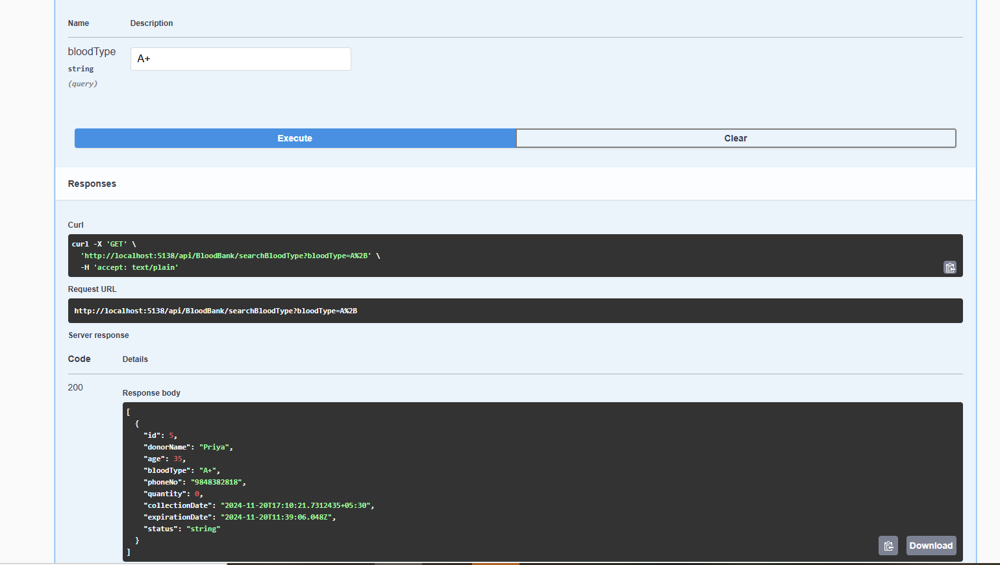 Name Description
bloodType A+
string
(query)
Execute Clear
Responses
Curl
curl -X 'GET' \
'http://localhost:5138/api/BloodBank/searchBloodType?bloodType=A%2B' \
-H 'accept: text/plain'
Request URL
http://localhost:5138/api/BloodBank/searchBloodType?bloodType=A%2B
Server response
Code Details
200
Response body
[
{
"id": 5,
"donorName": "Priya",
"age": 35,
"bloodType": "A+",
"phoneNo": "9848382818",
"quantity": 0,
"collectionDate": "2024-11-20T17:10:21.7312435+05:30",
"expirationDate": "2024-11-20T11:39:06.048Z",
"status": "string"
}
]
Download